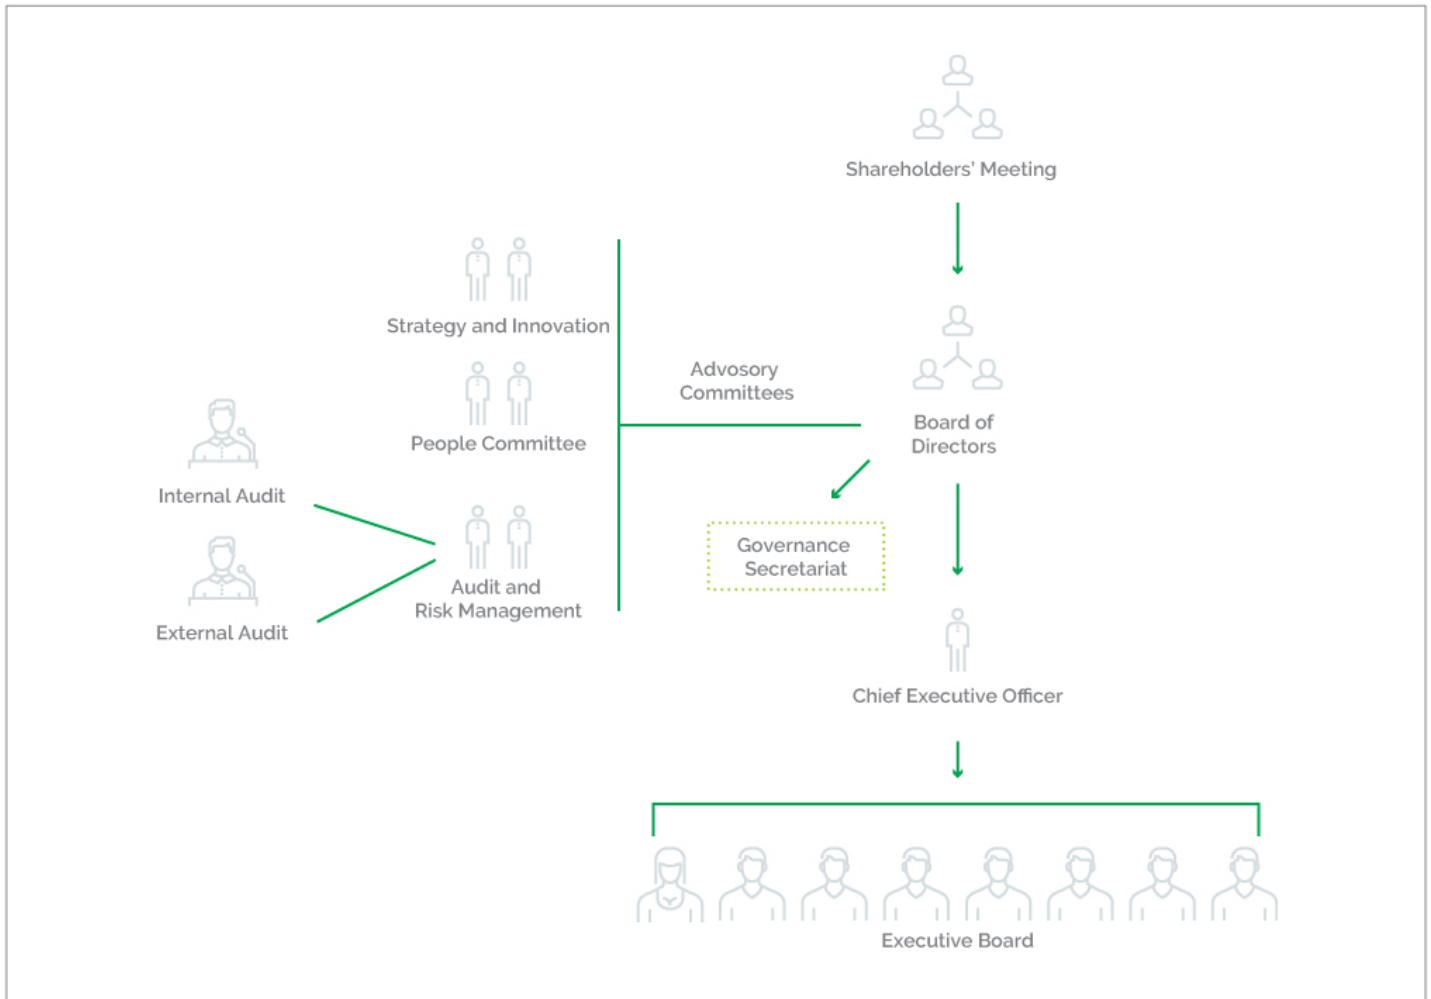 Shareholders' Meeting
Strategy and Innovation
Advosory
Committees
People Committee
Board of
Directors
Internal Audit
External Audit
Audit and
Risk Management
Governance
Secretariat
Chief Executive Officer
Executive Board